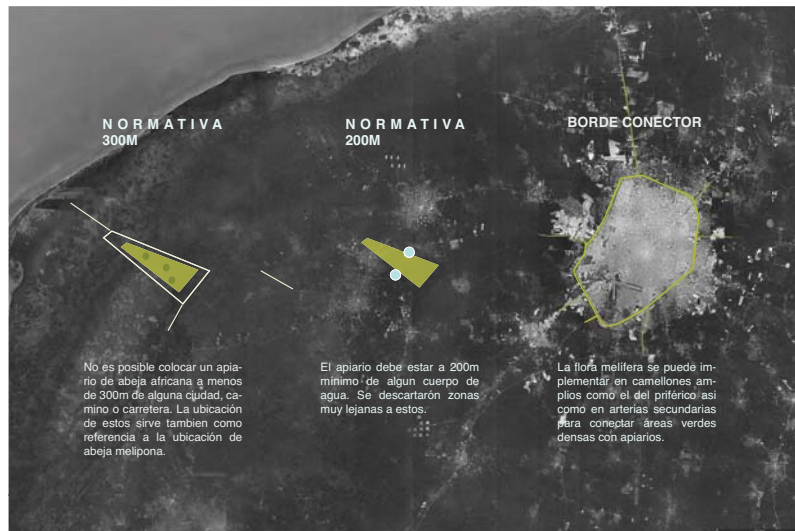 NORMATIVA
300M
No es posible colocar un apia-
rio de abeja africana a menos
de 300m de alguna ciudad, ca-
mino o carretera. La ubicación
de estos sirve tambien como
referencia a la ubicación de
abeja melipona.
NORMATIVA
200M
El apiario debe estar a 200m
mínimo de algun cuerpo de
agua. Se descartarón zonas
muy lejanas a estos.
BORDE CONECTOR
La flora melífera se puede im-
plementar en camellones am-
plios como el del priférico asi
como en arterias secundarias
para conectar áreas verdes
densas con apiarios.